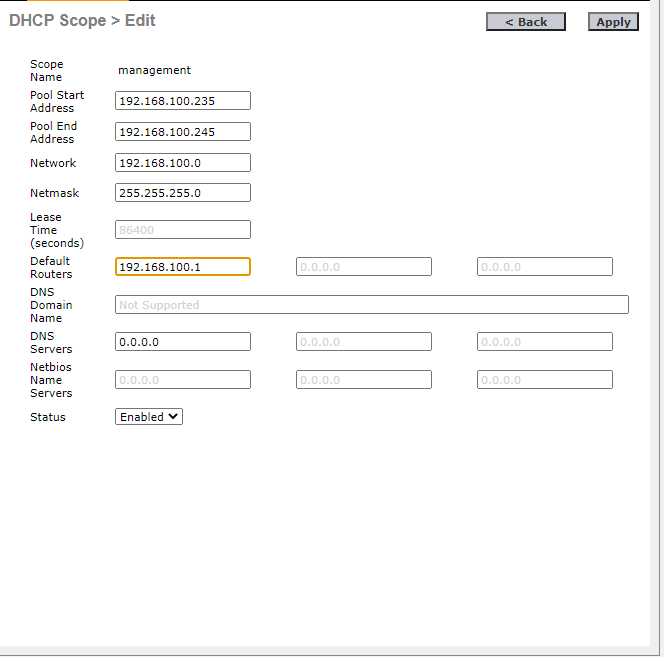 DHCP Scope > Edit
< Back
Apply
Scope
Name
management
Pool Start
Address
192.168.100.235
Pool End
Address
192.168.100.245
Network
192.168.100.0
Netmask
255.255.255.0
Lease
Time
(seconds)
86400
Default
Routers
192.168.100.1
0.0.0.0
0.0.0.0
DNS
Domain
Name
Not Supported
DNS
Servers
0.0.0.0
0.0.0.0
0.0.0.0
Netbios
Name
Servers
0.0.0.0
0.0.0.0
0.0.0.0
Status
Enabled